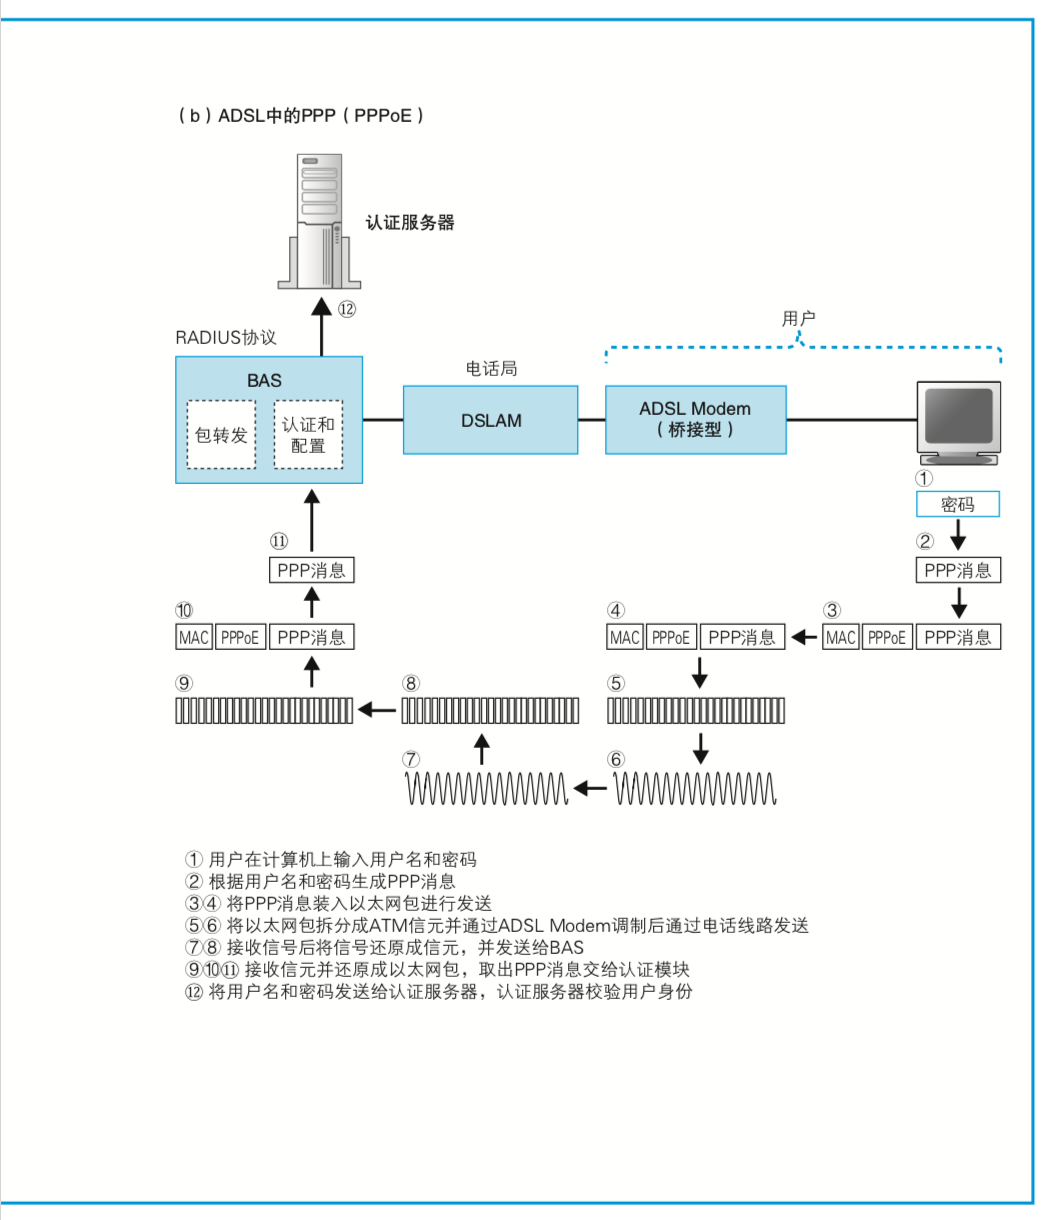 （b）ADSL中的PPP（PPPoE）
认证服务器
⑫
RADIUS协议
用户
BAS
包转发
认证和
配置
电话局
DSLAM
ADSL Modem
（桥接型）
①
密码
②
PPP消息
③
MAC PPPoE PPP消息
④
MAC PPPoE PPP消息
⑤
⑥
⑦
⑧
⑨
⑩
MAC PPPoE PPP消息
⑪
PPP消息
① 用户在计算机上输入用户名和密码
② 根据用户名和密码生成PPP消息
③④ 将PPP消息装入以太网包进行发送
⑤⑥ 将以太网包拆分成ATM信元并通过ADSL Modem调制后通过电话线路发送
⑦⑧ 接收信号后将信号还原成信元，并发送给BAS
⑨⑩⑪ 接收信元并还原成以太网包，取出PPP消息交给认证模块
⑫ 将用户名和密码发送给认证服务器，认证服务器校验用户身份